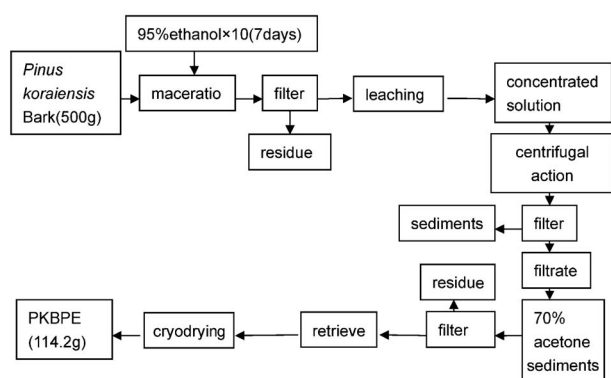 95%ethanol×10(7days)
Pinus
koraiensis
Bark(500g)
maceratio
filter
leaching
concentrated
solution
residue
centrifugal
action
sediments
filter
filtrate
residue
PKBPE
(114.2g)
cryodrying
retrieve
filter
70%
acetone
sediments